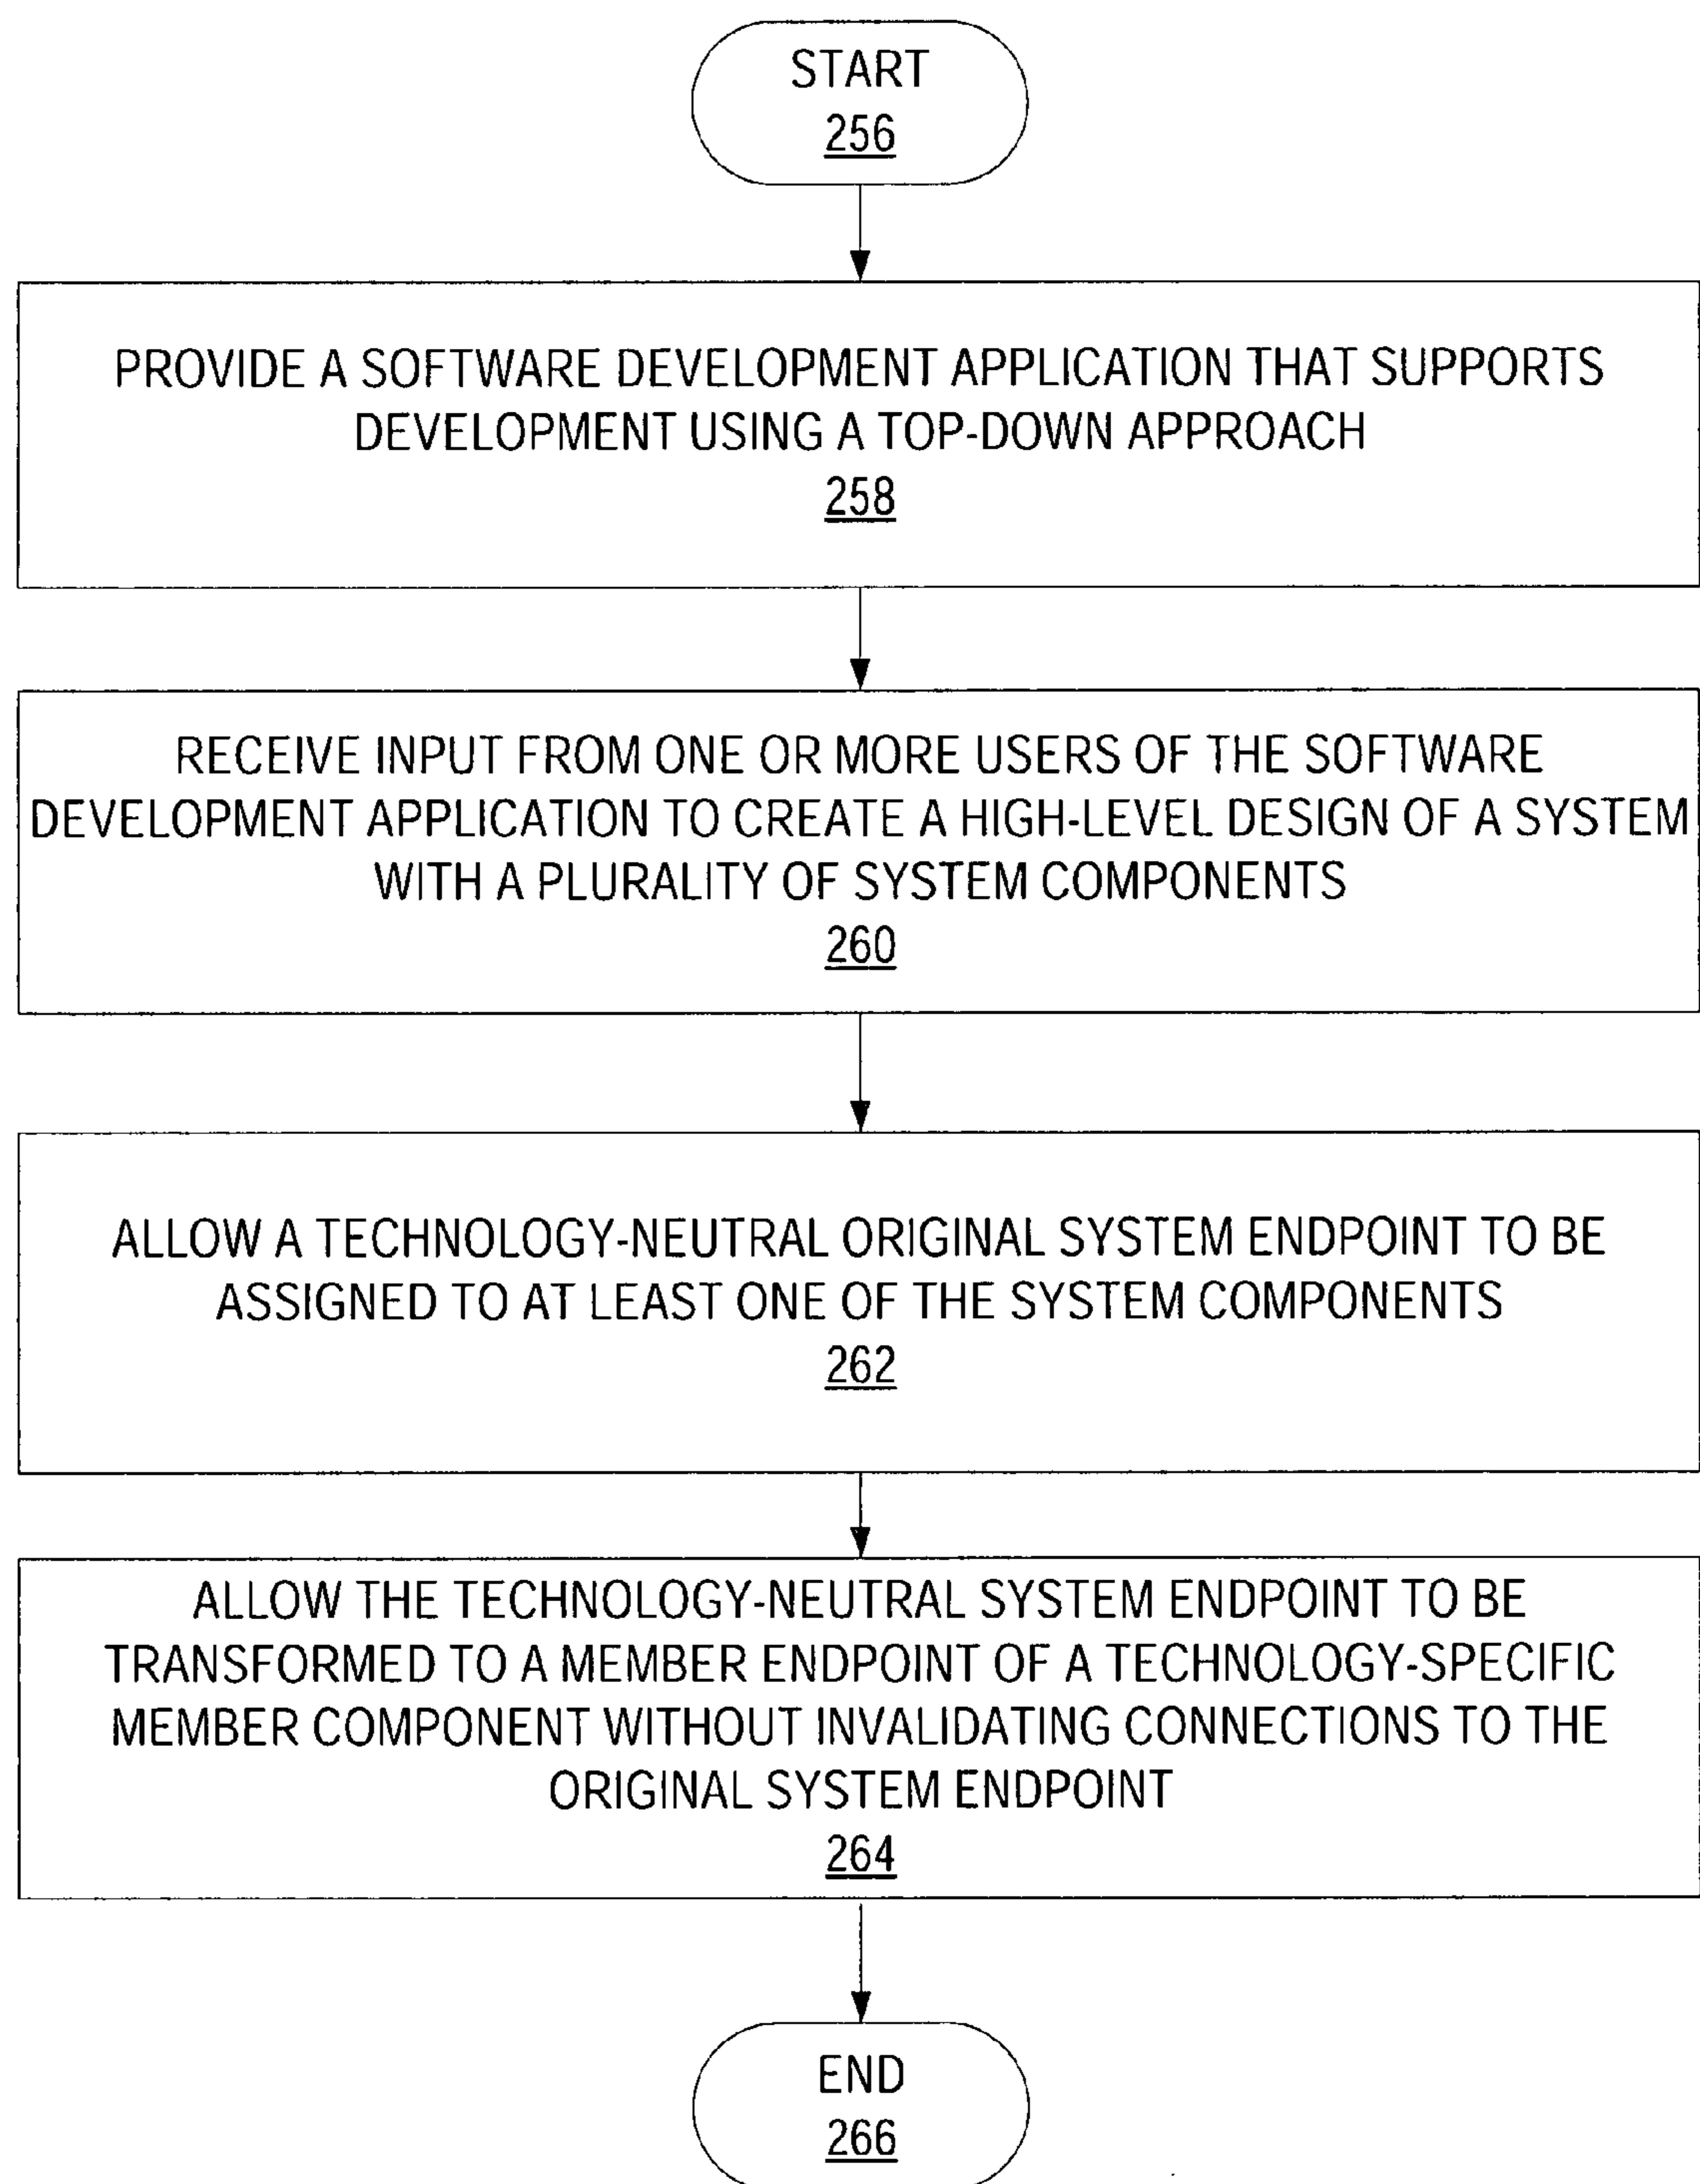 START
256
PROVIDE A SOFTWARE DEVELOPMENT APPLICATION THAT SUPPORTS
DEVELOPMENT USING A TOP-DOWN APPROACH
258
RECEIVE INPUT FROM ONE OR MORE USERS OF THE SOFTWARE
DEVELOPMENT APPLICATION TO CREATE A HIGH-LEVEL DESIGN OF A SYSTEM
WITH A PLURALITY OF SYSTEM COMPONENTS
260
ALLOW A TECHNOLOGY-NEUTRAL ORIGINAL SYSTEM ENDPOINT TO BE
ASSIGNED TO AT LEAST ONE OF THE SYSTEM COMPONENTS
262
ALLOW THE TECHNOLOGY-NEUTRAL SYSTEM ENDPOINT TO BE
TRANSFORMED TO A MEMBER ENDPOINT OF A TECHNOLOGY-SPECIFIC
MEMBER COMPONENT WITHOUT INVALIDATING CONNECTIONS TO THE
ORIGINAL SYSTEM ENDPOINT
264
END
266